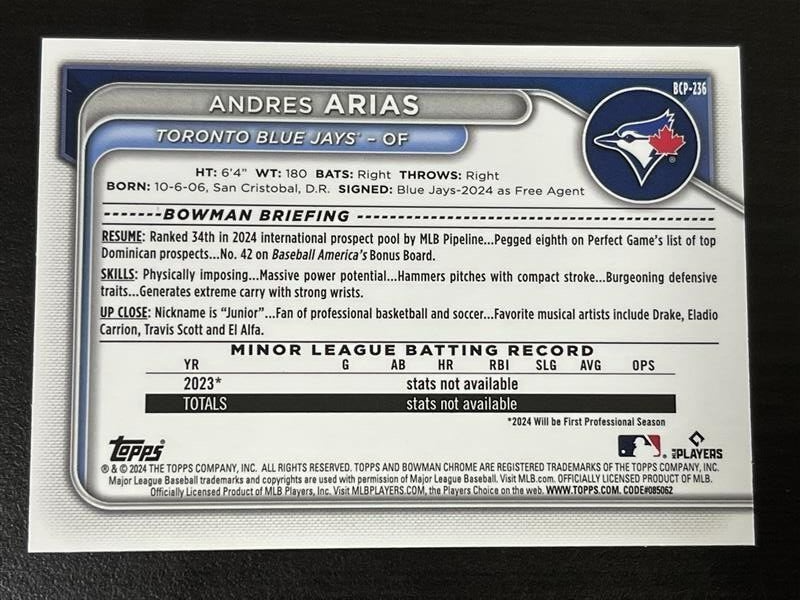 BCP-236
ANDRES ARIAS
TORONTO BLUE JAYS® – OF
HT: 6'4" WT: 180 BATS: Right THROWS: Right
BORN: 10-6-06, San Cristobal, D.R. SIGNED: Blue Jays-2024 as Free Agent
BOWMAN BRIEFING
RESUME: Ranked 34th in 2024 international prospect pool by MLB Pipeline...Pegged eighth on Perfect Game's list of top
Dominican prospects...No. 42 on Baseball America's Bonus Board.
SKILLS: Physically imposing...Massive power potential...Hammers pitches with compact stroke...Burgeoning defensive
traits...Generates extreme carry with strong wrists.
UP CLOSE: Nickname is "Junior"...Fan of professional basketball and soccer...Favorite musical artists include Drake, Eladio
Carrion, Travis Scott and El Alfa.
MINOR LEAGUE BATTING RECORD
YR G AB HR RBI SLG AVG OPS
2023* stats not available
TOTALS stats not available
*2024 Will be First Professional Season
Topps®
MLB PLAYERS
® & © 2024 THE TOPPS COMPANY, INC. ALL RIGHTS RESERVED. TOPPS AND BOWMAN CHROME ARE REGISTERED TRADEMARKS OF THE TOPPS COMPANY, INC.
Major League Baseball trademarks and copyrights are used with permission of Major League Baseball. Visit MLB.com. OFFICIALLY LICENSED PRODUCT OF MLB.
Officially Licensed Product of MLB Players, Inc. Visit MLBPLAYERS.COM, the Players Choice on the web. WWW.TOPPS.COM. CODE#085062